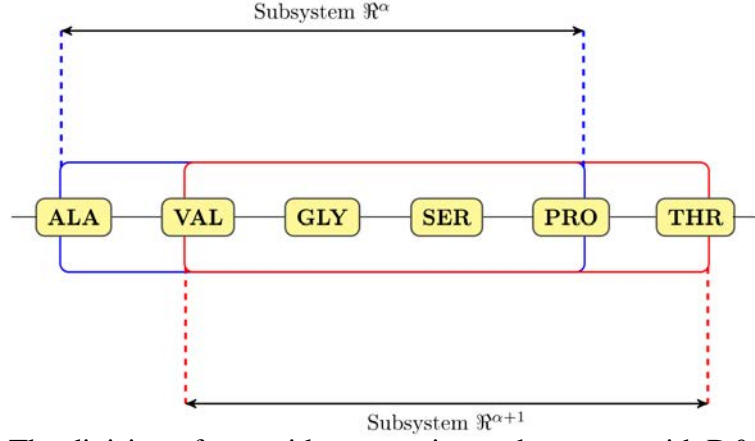 Subsystem ℜ^α
ALA VAL GLY SER PRO THR
Subsystem ℜ^{α+1}